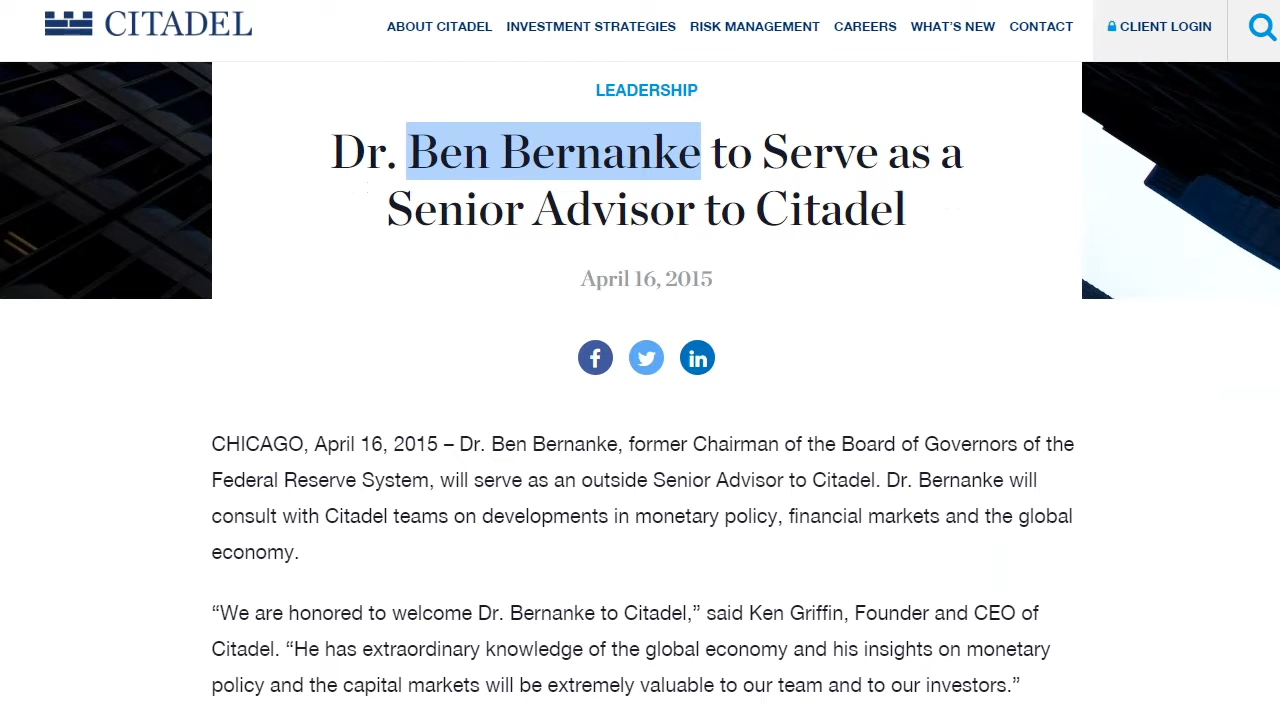 CITADEL
ABOUT CITADEL INVESTMENT STRATEGIES RISK MANAGEMENT CAREERS WHAT'S NEW CONTACT CLIENT LOGIN
LEADERSHIP
Dr. Ben Bernanke to Serve as a
Senior Advisor to Citadel
April 16, 2015
CHICAGO, April 16, 2015 – Dr. Ben Bernanke, former Chairman of the Board of Governors of the
Federal Reserve System, will serve as an outside Senior Advisor to Citadel. Dr. Bernanke will
consult with Citadel teams on developments in monetary policy, financial markets and the global
economy.
“We are honored to welcome Dr. Bernanke to Citadel,” said Ken Griffin, Founder and CEO of
Citadel. “He has extraordinary knowledge of the global economy and his insights on monetary
policy and the capital markets will be extremely valuable to our team and to our investors.”